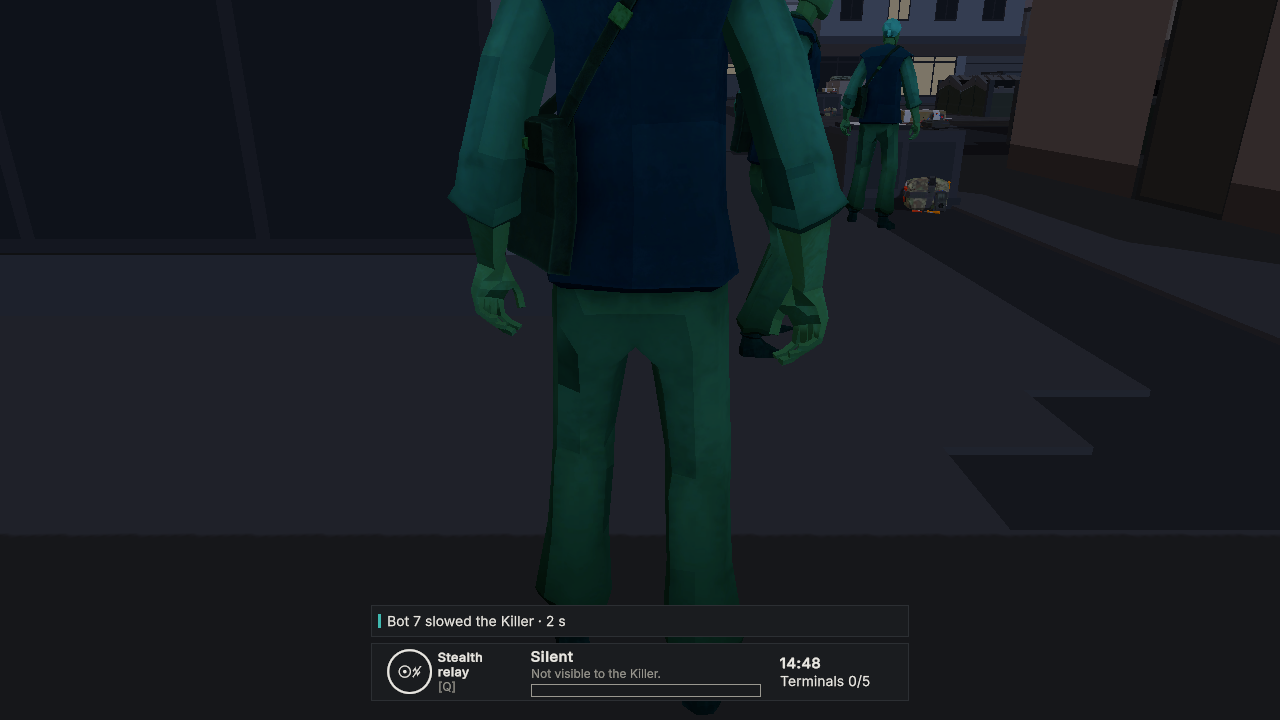 Bot 7 slowed the Killer · 2 s
Stealth
relay
[Q]
Silent
Not visible to the Killer.
14:48
Terminals 0/5